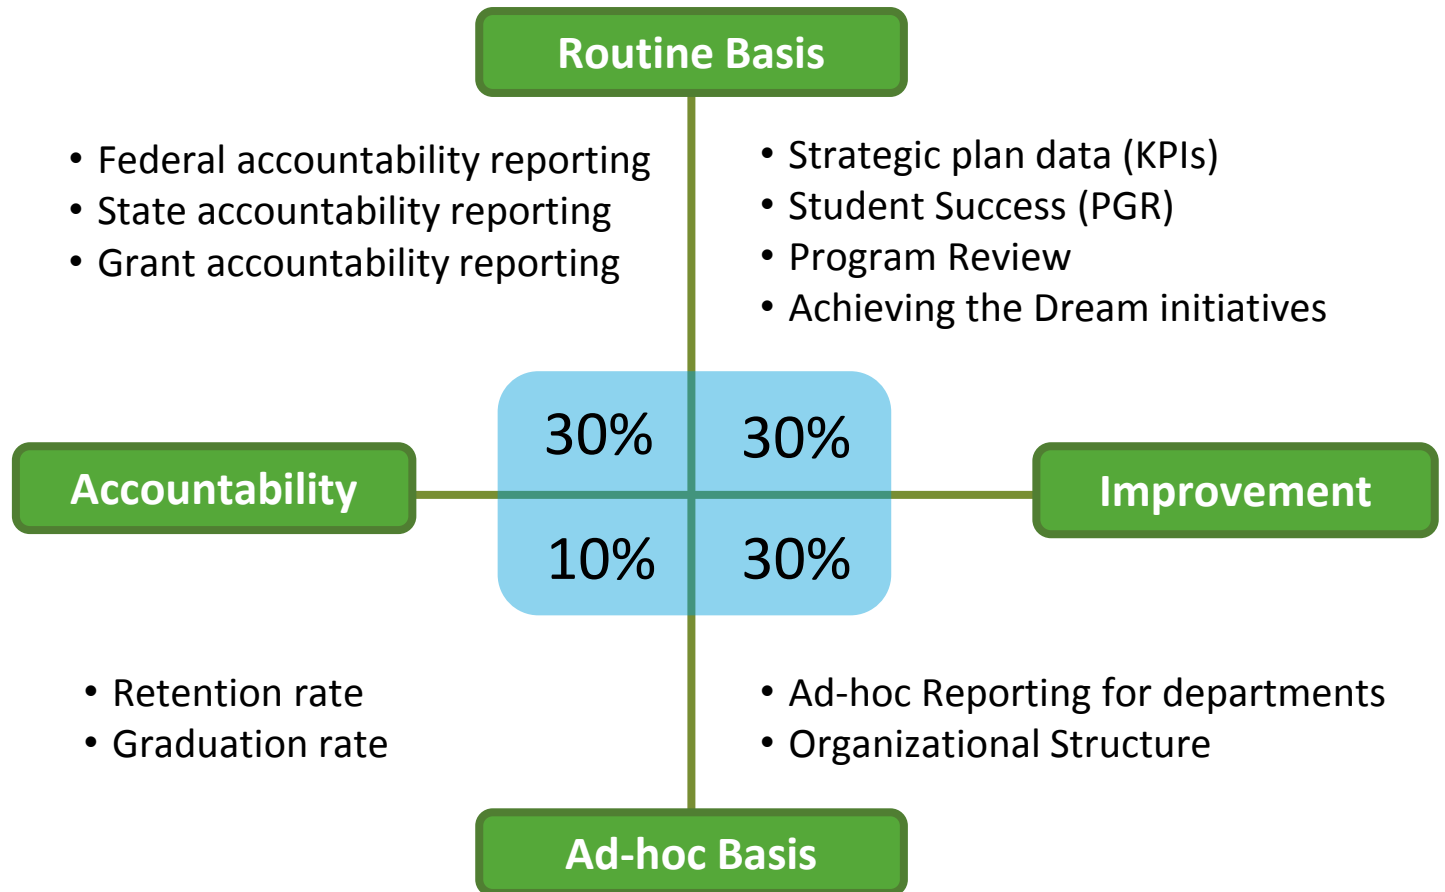 Routine Basis
• Federal accountability reporting
• State accountability reporting
• Grant accountability reporting
• Strategic plan data (KPIs)
• Student Success (PGR)
• Program Review
• Achieving the Dream initiatives
30%
30%
Accountability
Improvement
10%
30%
• Retention rate
• Graduation rate
• Ad-hoc Reporting for departments
• Organizational Structure
Ad-hoc Basis